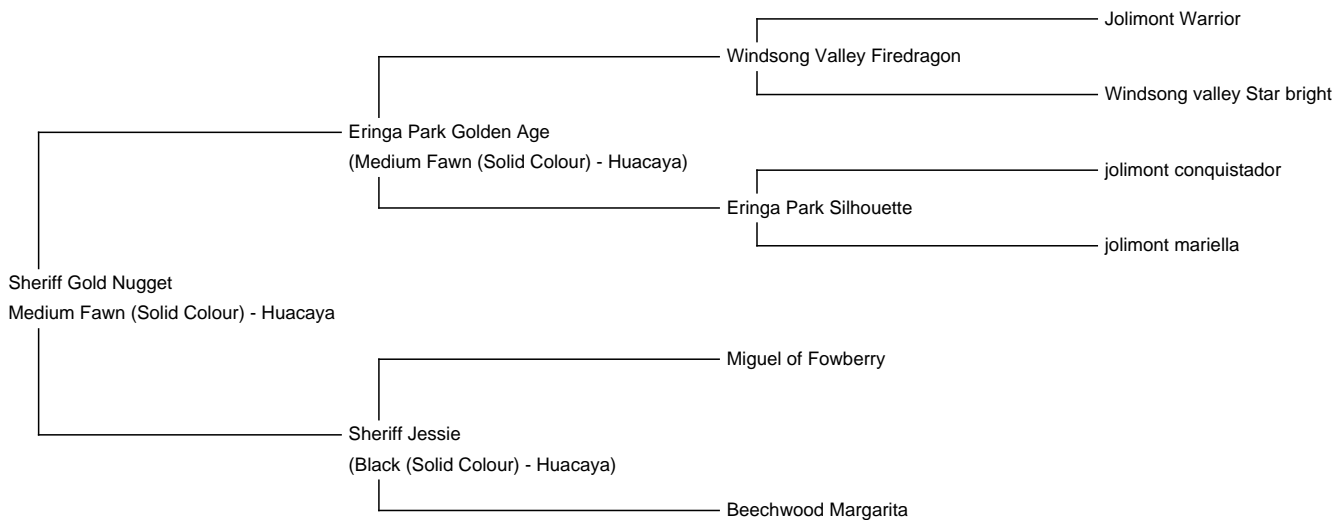 Jolimont Warrior
Windsong Valley Firedragon
Windsong valley Star bright
Eringa Park Golden Age
(Medium Fawn (Solid Colour) - Huacaya)
jolimont conquistador
Eringa Park Silhouette
jolimont mariella
Sheriff Gold Nugget
Medium Fawn (Solid Colour) - Huacaya
Miguel of Fowberry
Sheriff Jessie
(Black (Solid Colour) - Huacaya)
Beechwood Margarita